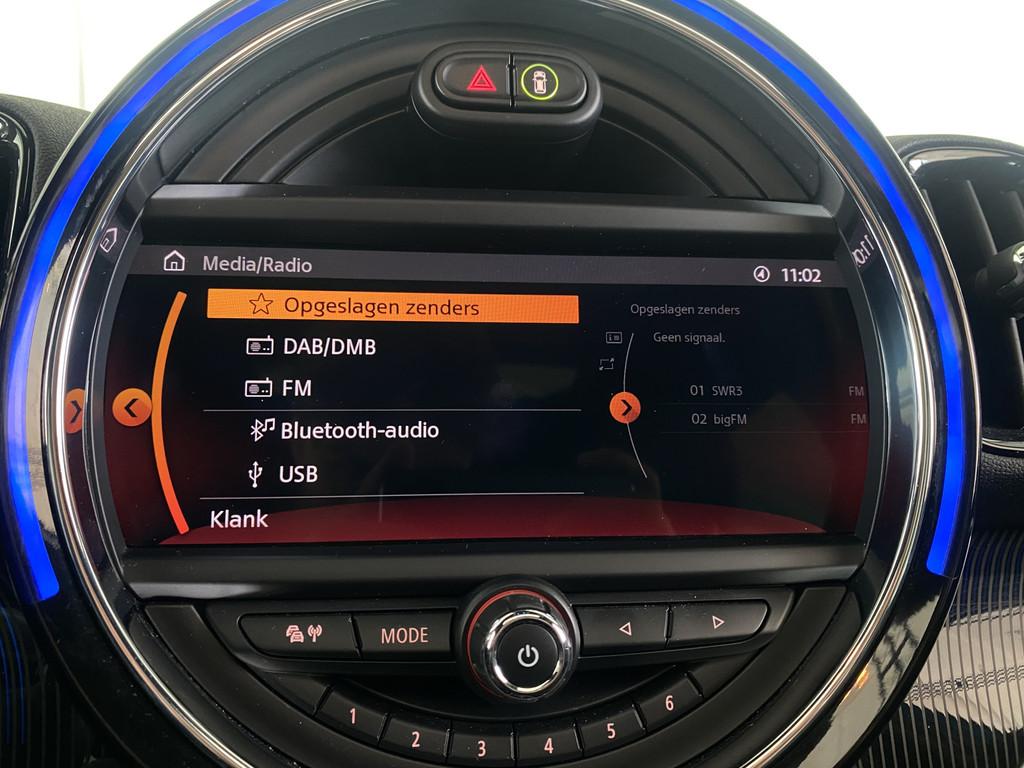 Media/Radio 11:02
Opgeslagen zenders
DAB/DMB
FM
Bluetooth-audio
USB
Klank
Opgeslagen zenders
Geen signaal.
01 SWR3 FM
02 bigFM FM
MODE
1 2 3 4 5 6